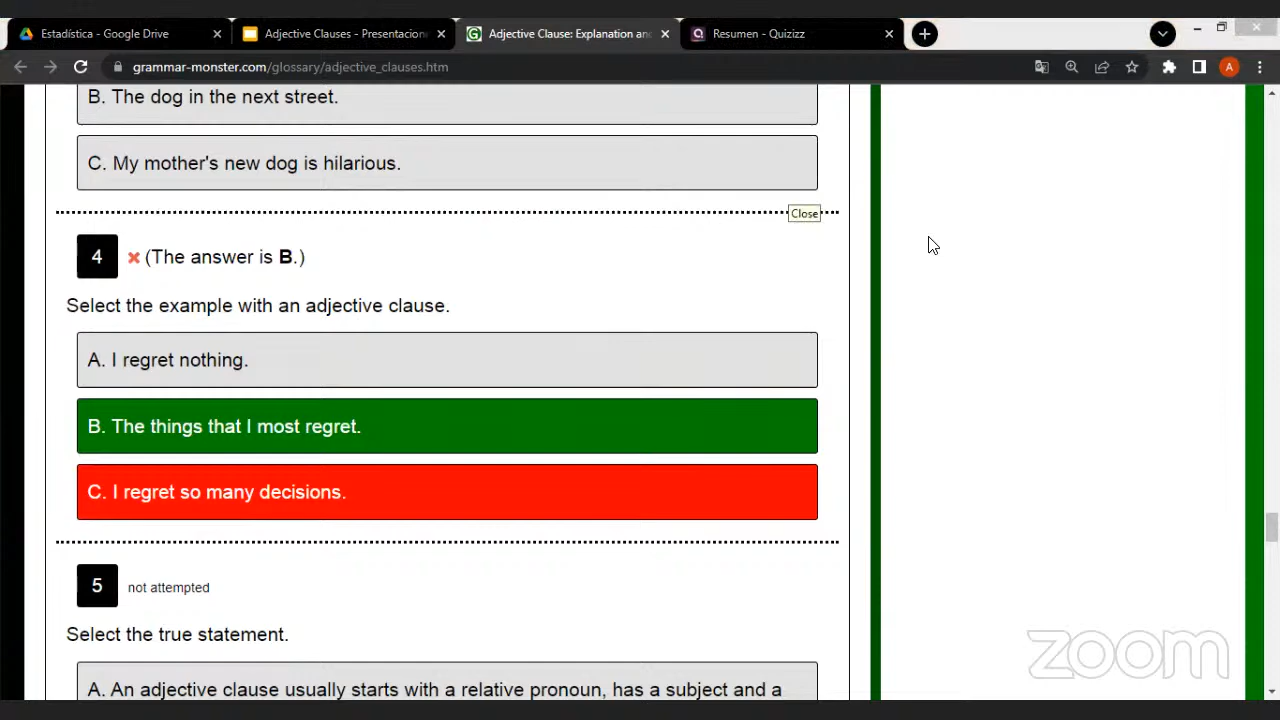 Estadística - Google Drive
Adjective Clauses - Presentacion
Adjective Clause: Explanation an
Resumen - Quizizz
grammar-monster.com/glossary/adjective_clauses.htm
A
B. The dog in the next street.
C. My mother's new dog is hilarious.
Close
4 (The answer is B.)
Select the example with an adjective clause.
A. I regret nothing.
B. The things that I most regret.
C. I regret so many decisions.
5 not attempted
Select the true statement.
A. An adjective clause usually starts with a relative pronoun, has a subject and a
zoom